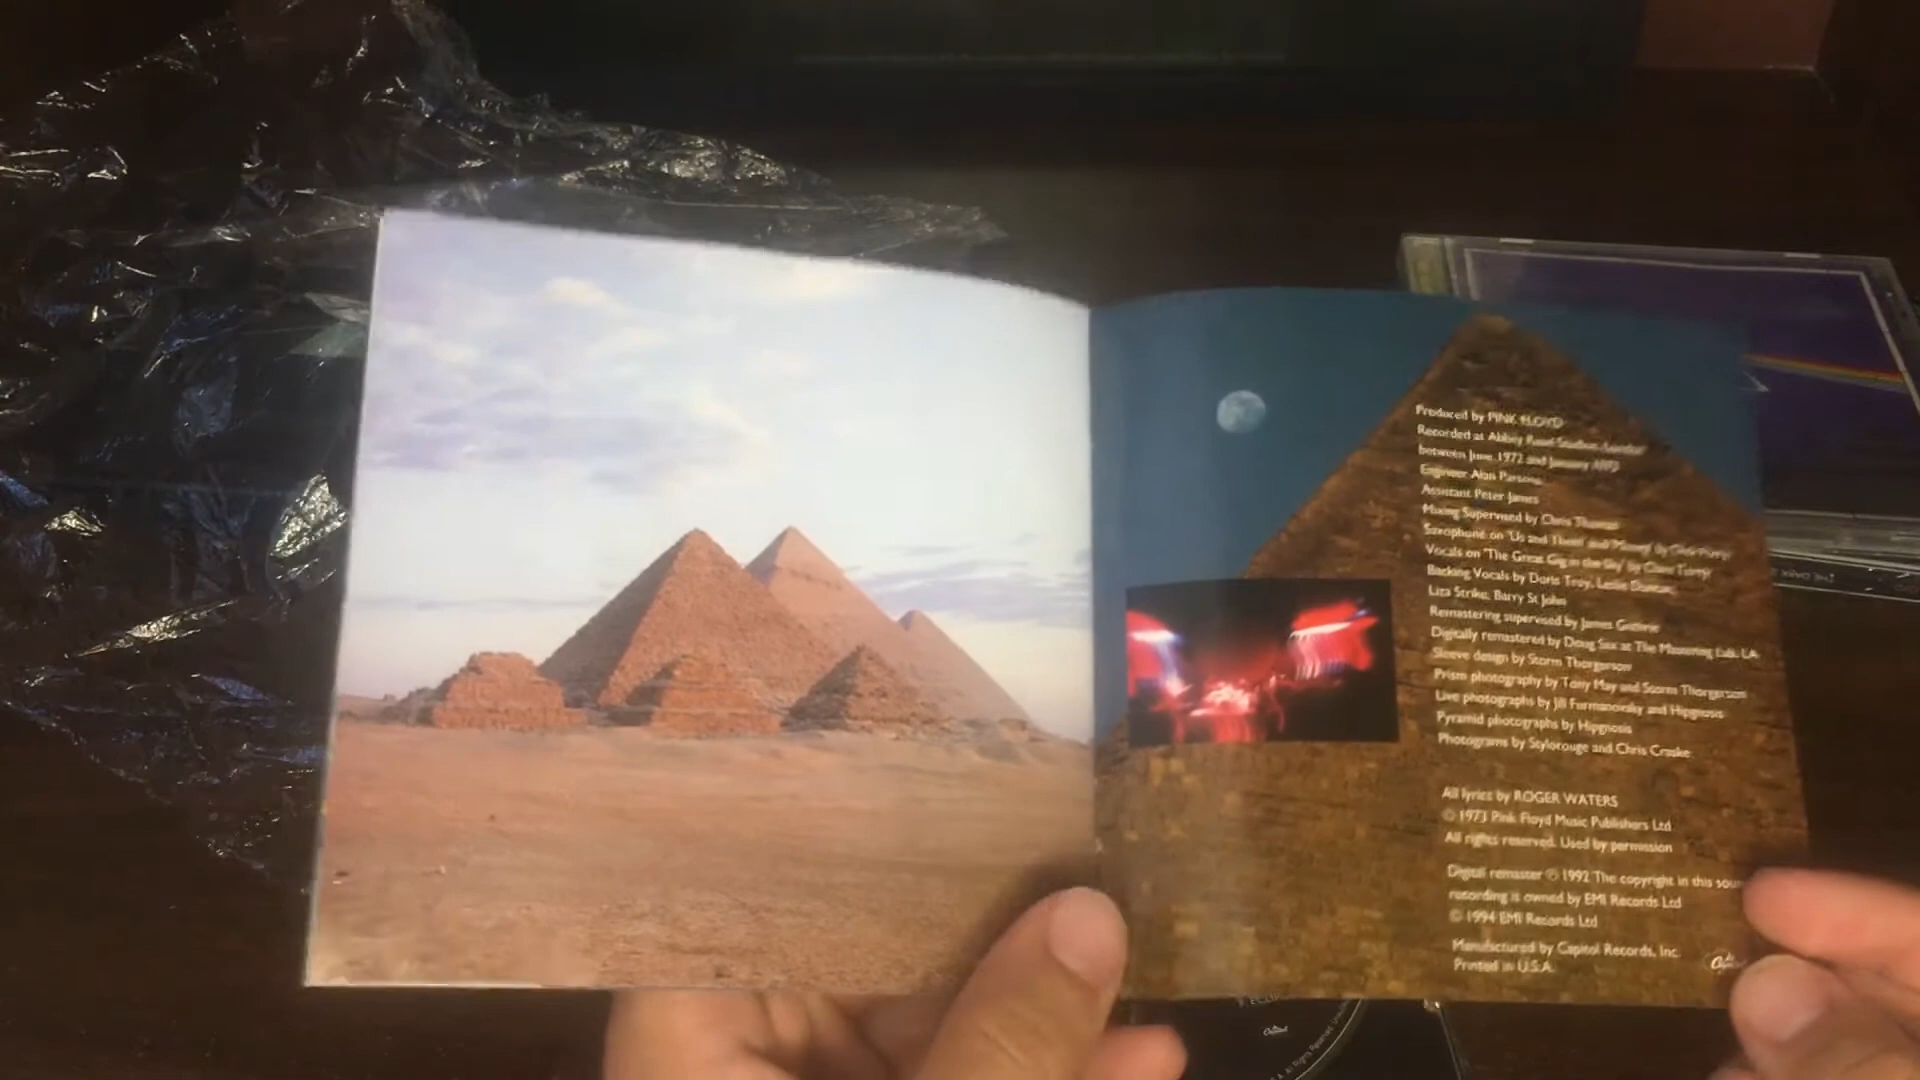 Produced by PINK FLOYD
Recorded at Abbey Road Studios, London
between June 1972 and January 1973
Engineer Alan Parsons
Assistant Peter James
Mixing Supervised by Chris Thomas
Saxophone on 'Us and Them' and 'Money' by Dick Parry
Vocals on 'The Great Gig in the Sky' by Clare Torry
Backing Vocals by Doris Troy, Leslie Duncan,
Liza Strike, Barry St John
Remastering supervised by James Guthrie
Digitally remastered by Doug Sax at The Mastering Lab, LA
Sleeve design by Storm Thorgerson
Prism photography by Tony May and Storm Thorgerson
Live photographs by Jill Furmanovsky and Hipgnosis
Pyramid photographs by Hipgnosis
Photograms by Stylorouge and Chris Craske
All lyrics by ROGER WATERS
© 1973 Pink Floyd Music Publishers Ltd
All rights reserved. Used by permission
Digital remaster ℗ 1992 The copyright in this sou
recording is owned by EMI Records Ltd
© 1994 EMI Records Ltd
Manufactured by Capitol Records, Inc.
Printed in U.S.A.